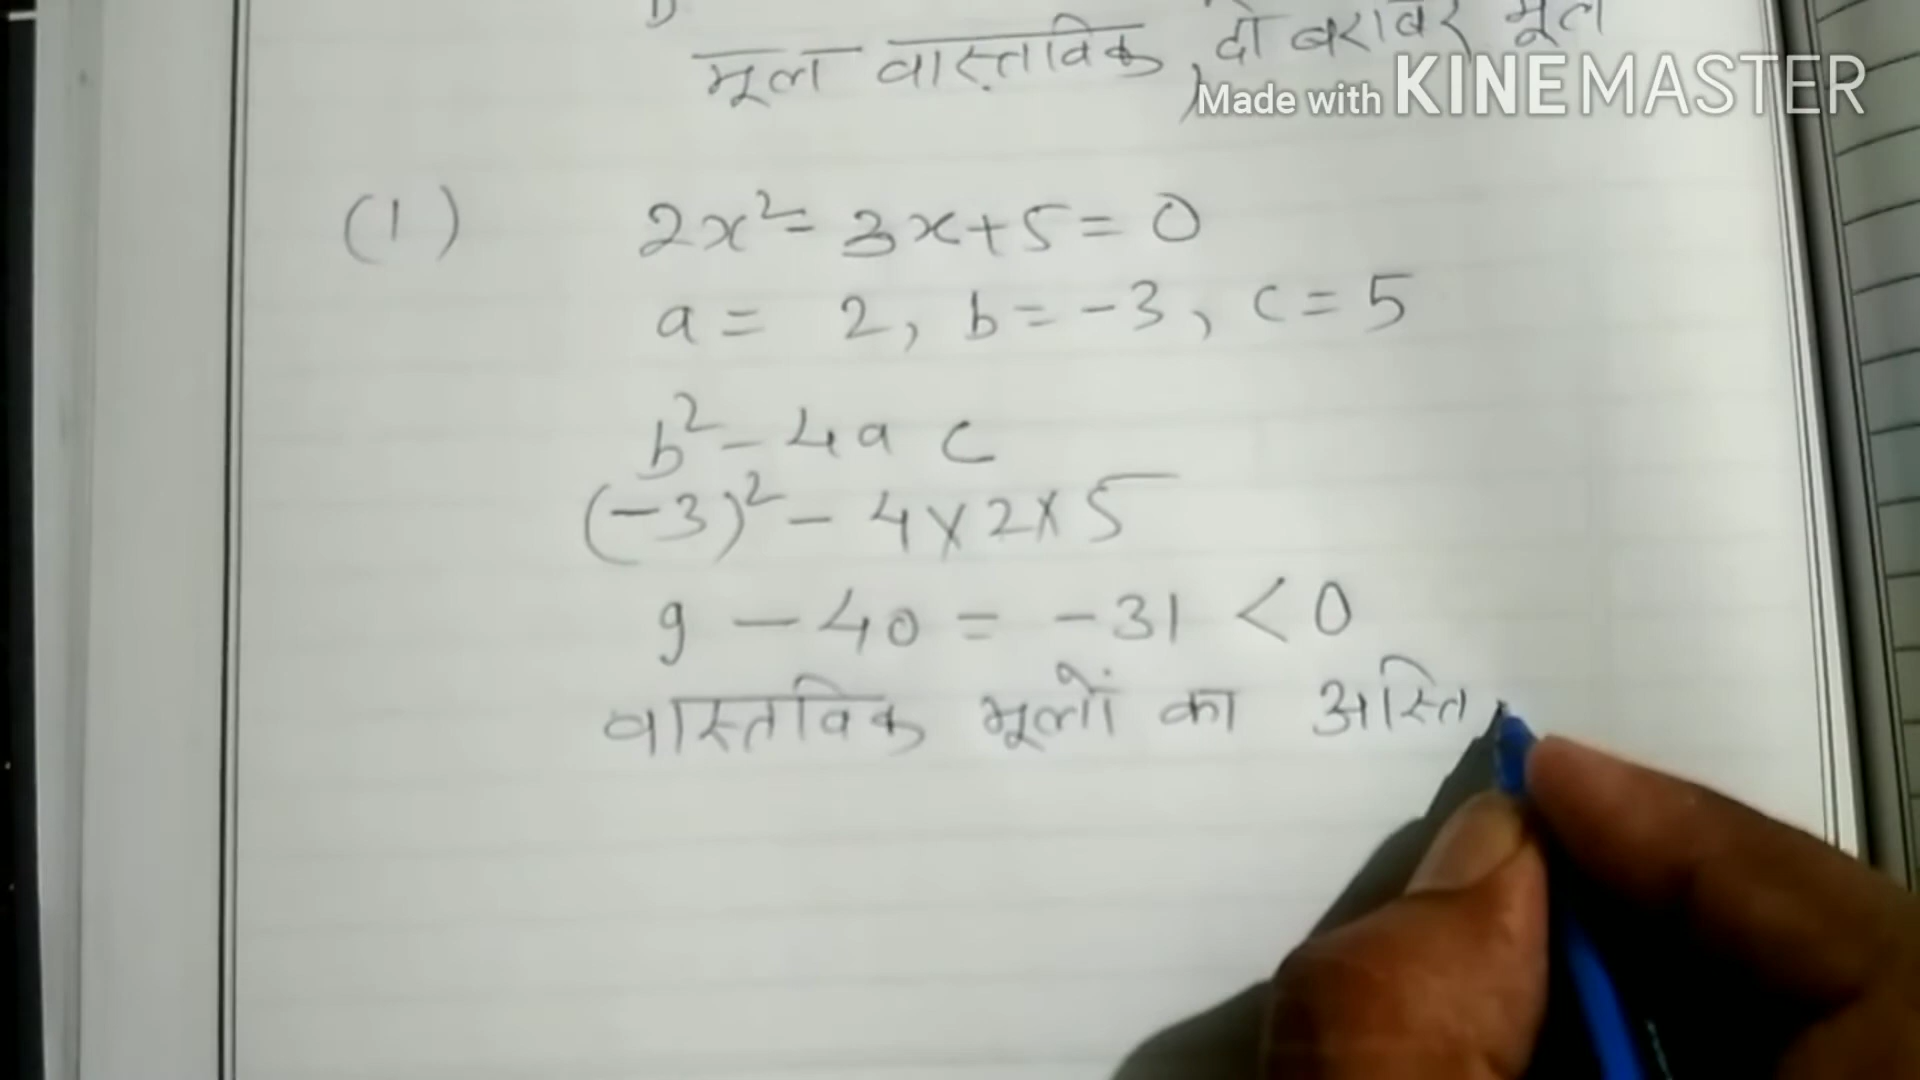 मूल वास्तविक, दो बराबर मूल
Made with KINEMASTER
(1) 2x² - 3x + 5 = 0
a = 2, b = -3, c = 5
b² - 4ac
(-3)² - 4 × 2 × 5
9 - 40 = -31 < 0
वास्तविक मूलों का अस्ति